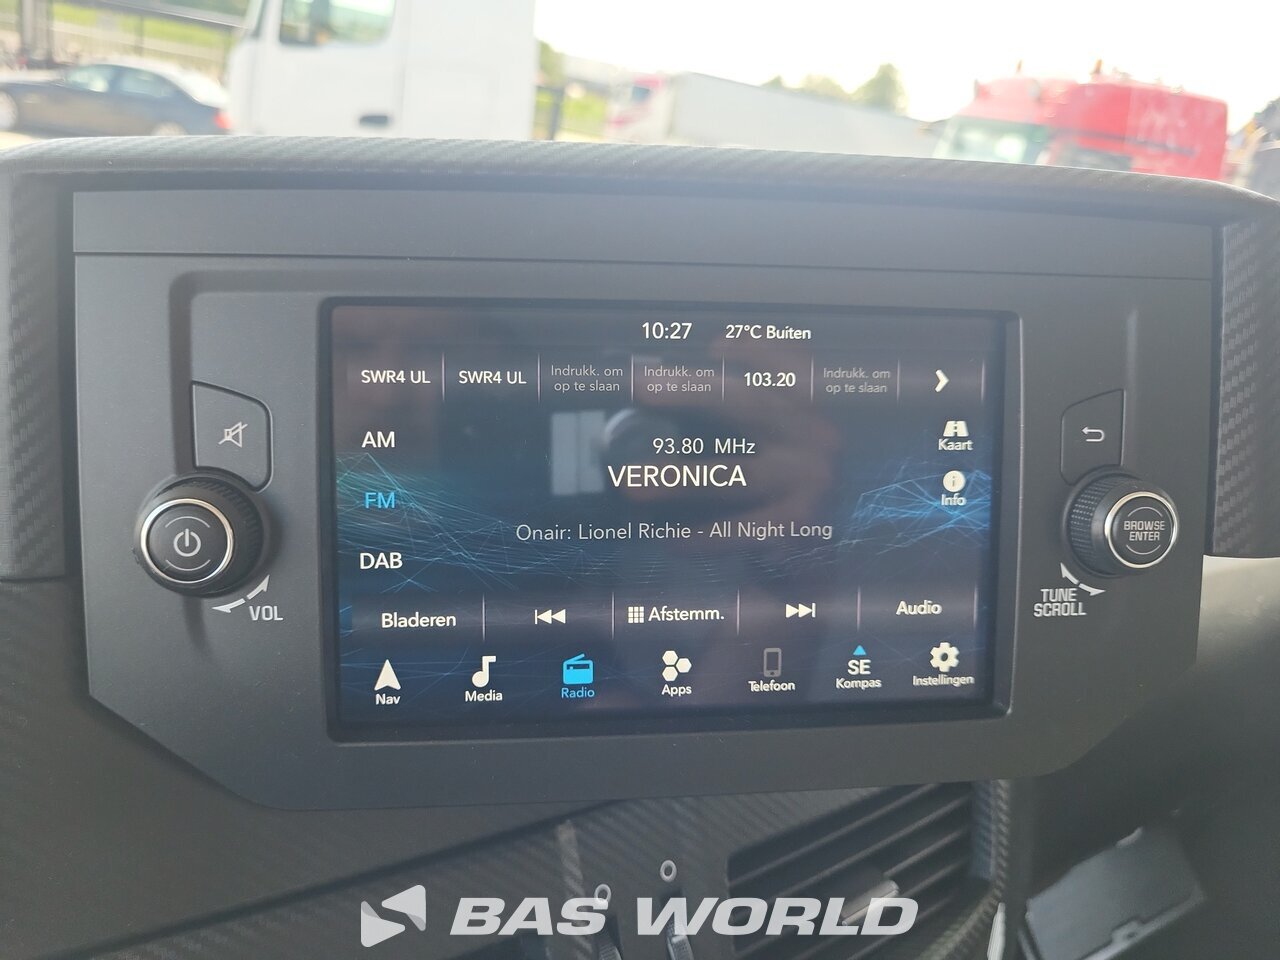 10:27 27°C Buiten
SWR4 UL SWR4 UL Indrukk. om op te slaan Indrukk. om op te slaan 103.20 Indrukk. om op te slaan
AM
93.80 MHz
Kaart
VERONICA
FM
Info
Onair: Lionel Richie - All Night Long
DAB
BROWSE
ENTER
VOL
TUNE
SCROLL
Bladeren Afstemm. Audio
SE
Nav Media Radio Apps Telefoon Kompas Instellingen
BAS WORLD